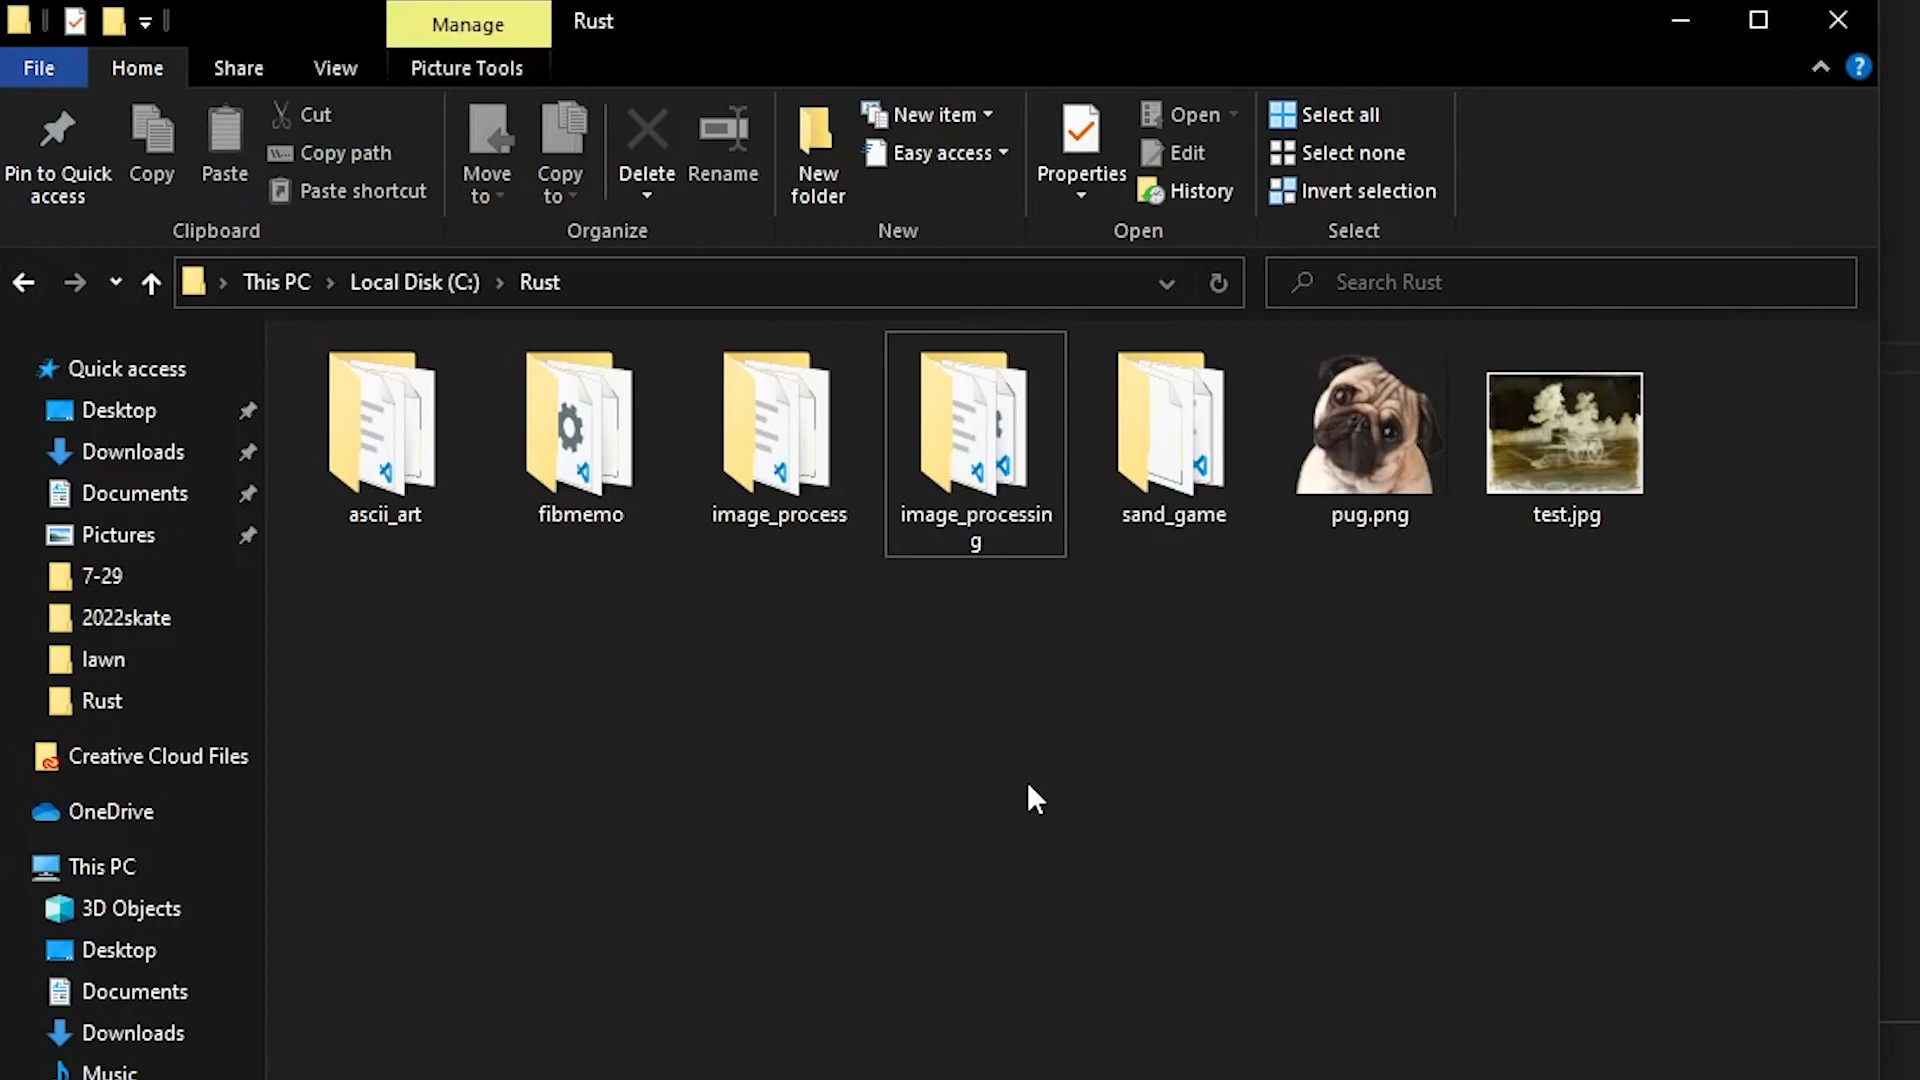 Manage
Rust
File
Home
Share
View
Picture Tools
Pin to Quick
access
Copy
Paste
Cut
Copy path
Paste shortcut
Clipboard
Move
to
Copy
to
Delete
Rename
Organize
New
folder
New item
Easy access
New
Properties
Open
Edit
History
Open
Select all
Select none
Invert selection
Select
This PC
Local Disk (C:)
Rust
Search Rust
Quick access
Desktop
Downloads
Documents
Pictures
7-29
2022skate
lawn
Rust
Creative Cloud Files
OneDrive
This PC
3D Objects
Desktop
Documents
Downloads
Music
ascii_art
fibmemo
image_process
image_processin
g
sand_game
pug.png
test.jpg